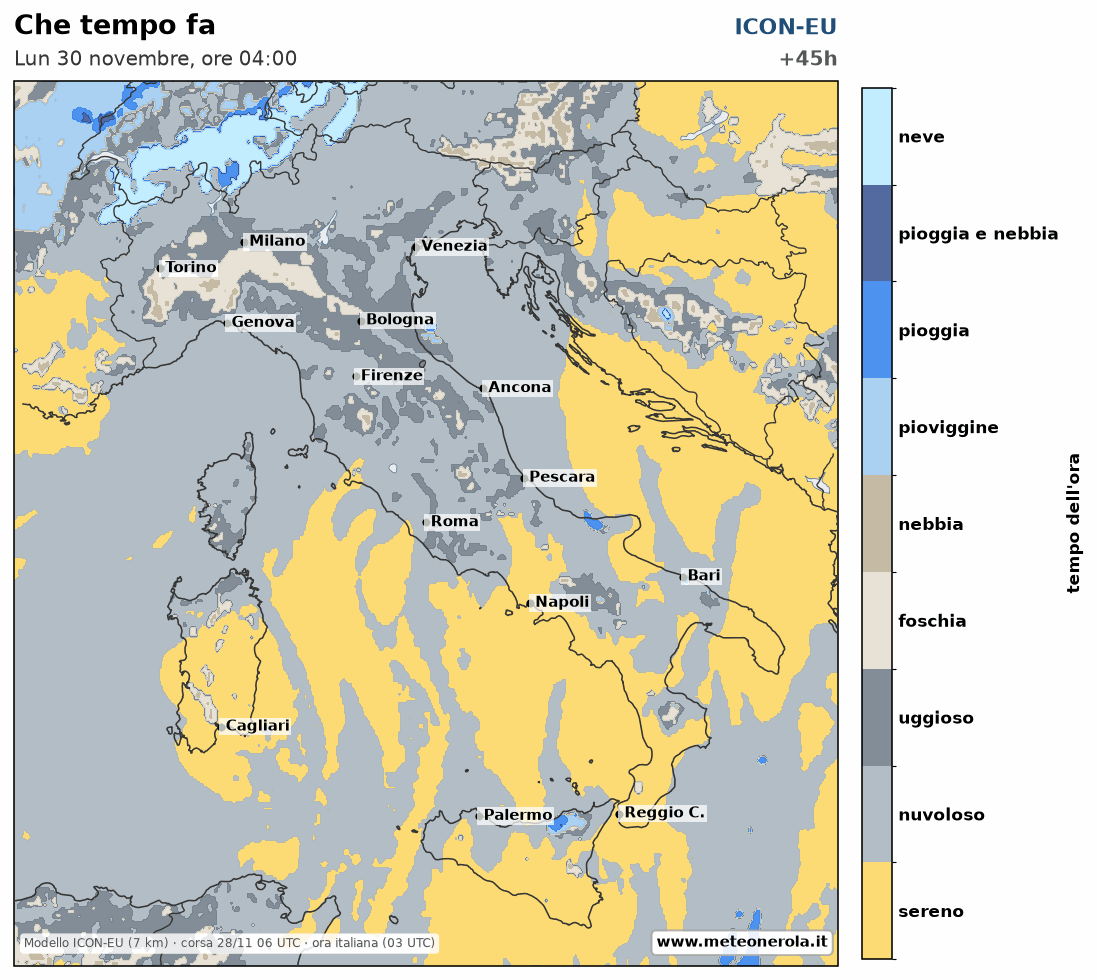 Che tempo fa
ICON-EU
Lun 30 novembre, ore 04:00
+45h
neve
pioggia e nebbia
pioggia
pioviggine
nebbia
foschia
uggioso
nuvoloso
sereno
tempo dell'ora
Milano
Venezia
Torino
Genova
Bologna
Firenze
Ancona
Pescara
Roma
Bari
Napoli
Cagliari
Palermo
Reggio C.
Modello ICON-EU (7 km) · corsa 28/11 06 UTC · ora italiana (03 UTC)
www.meteonerola.it